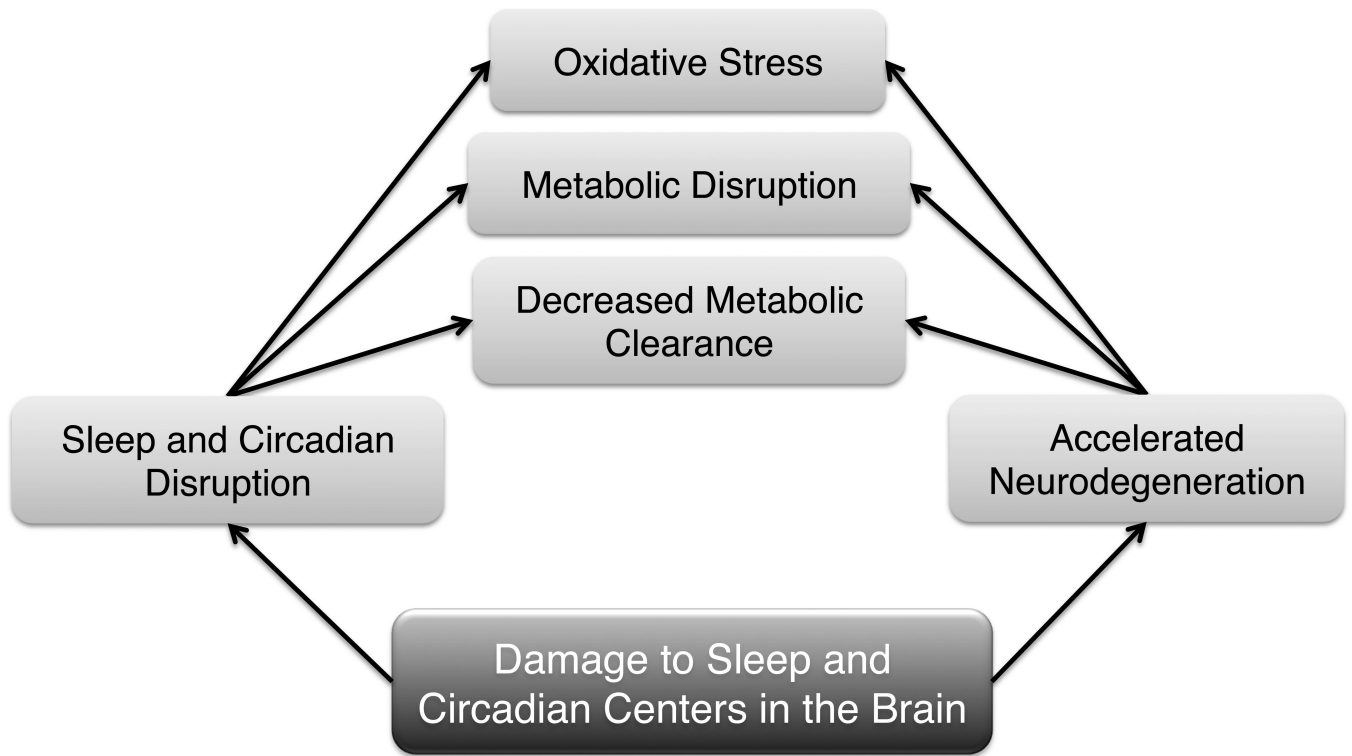 Oxidative Stress
Metabolic Disruption
Decreased Metabolic
Clearance
Sleep and Circadian
Disruption
Accelerated
Neurodegeneration
Damage to Sleep and
Circadian Centers in the Brain